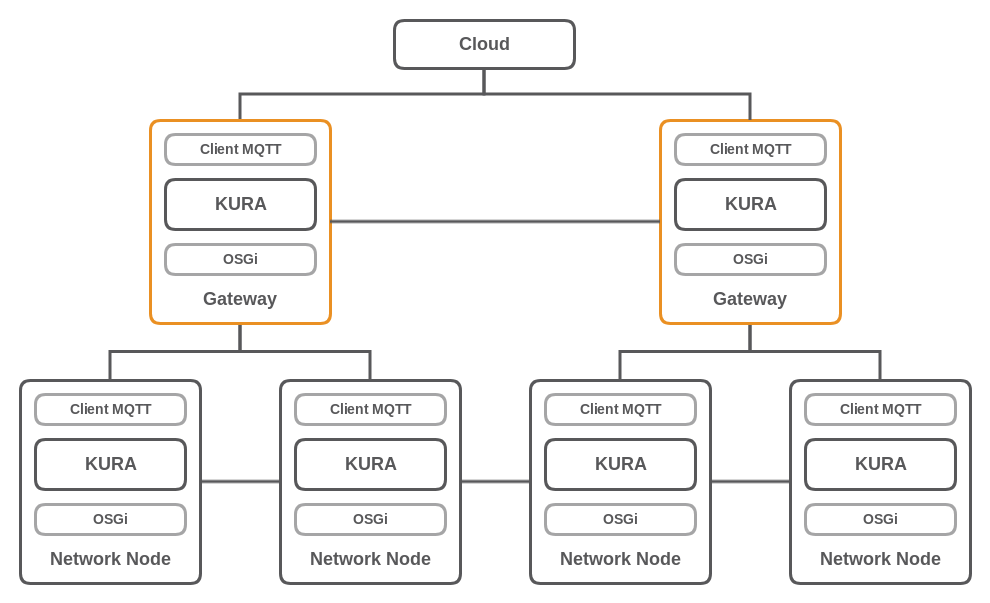 Cloud
Client MQTT
KURA
OSGi
Gateway
Client MQTT
KURA
OSGi
Gateway
Client MQTT
KURA
OSGi
Network Node
Client MQTT
KURA
OSGi
Network Node
Client MQTT
KURA
OSGi
Network Node
Client MQTT
KURA
OSGi
Network Node